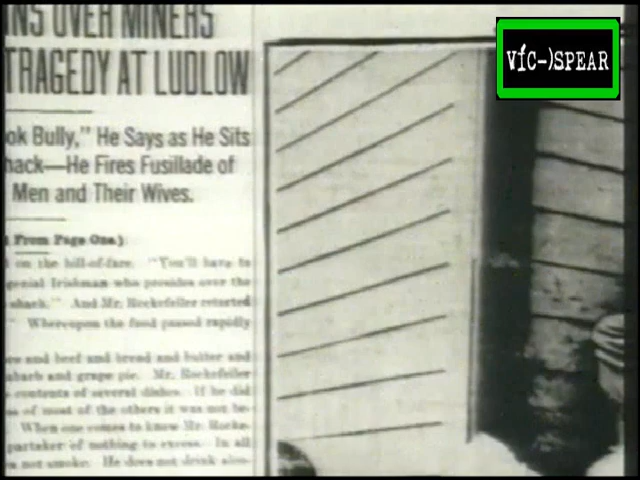 INS OVER MINERS
TRAGEDY AT LUDLOW
ok Bully," He Says as He Sits
hack—He Fires Fusillade of
Men and Their Wives.
From Page One.)
on the bill-of-fare. "You'll have to
genial Irishman who presides over the
shack." And Mr. Rockefeller retorted
" Whereupon the food passed rapidly
and beef and bread and butter and
rhubarb and grape pie. Mr. Rockefeller
contents of several dishes. If he did
of most of the others it was not be-
When one comes to know Mr. Rocke-
partaker of nothing to excess. In all
not smoke. He does not drink
VIC-)SPEAR